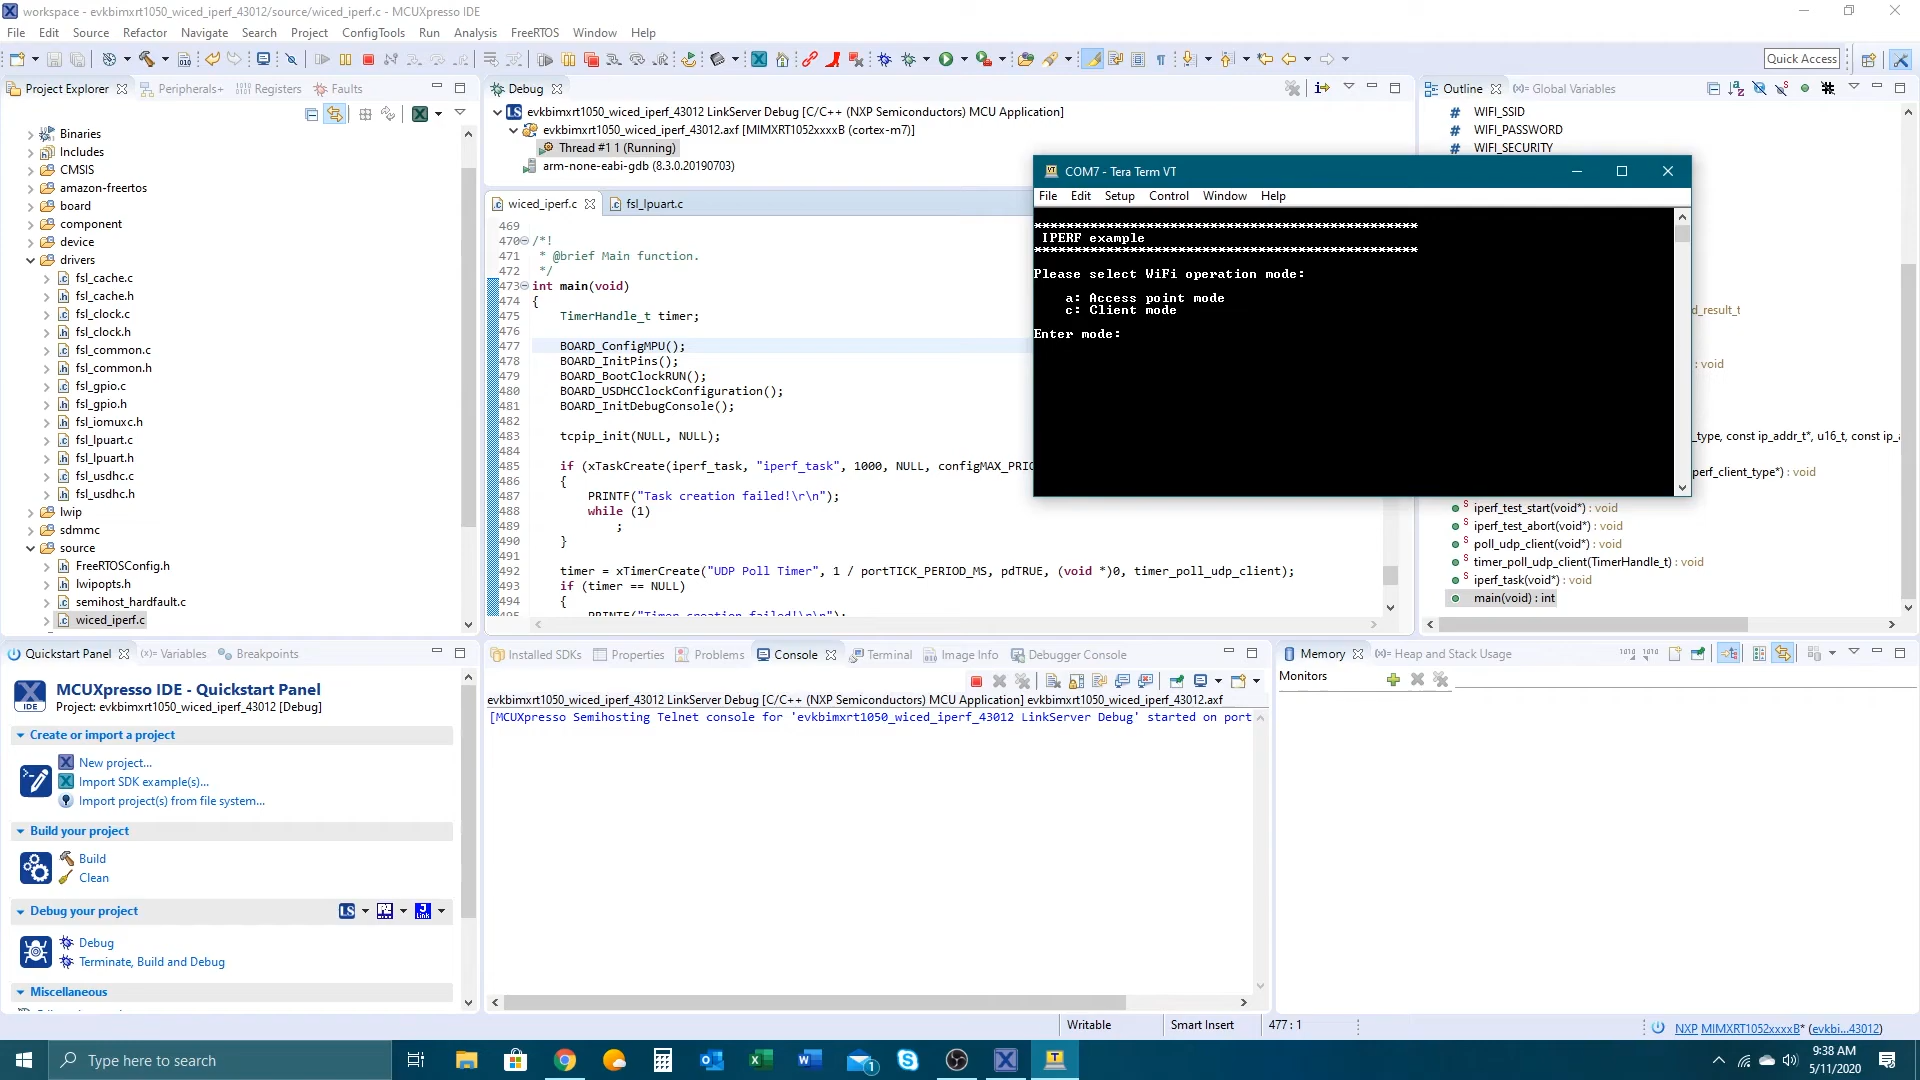 workspace - evkbimxrt1050_wiced_iperf_43012/source/wiced_iperf.c - MCUXpresso IDE
File Edit Source Refactor Navigate Search Project ConfigTools Run Analysis FreeRTOS Window Help
Quick Access
Project Explorer Peripherals+ Registers Faults
Binaries
Includes
CMSIS
amazon-freertos
board
component
device
drivers
fsl_cache.c
fsl_cache.h
fsl_clock.c
fsl_clock.h
fsl_common.c
fsl_common.h
fsl_gpio.c
fsl_gpio.h
fsl_iomuxc.h
fsl_lpuart.c
fsl_lpuart.h
fsl_usdhc.c
fsl_usdhc.h
lwip
sdmmc
source
FreeRTOSConfig.h
lwipopts.h
semihost_hardfault.c
wiced_iperf.c
Debug
LS evkbimxrt1050_wiced_iperf_43012 LinkServer Debug [C/C++ (NXP Semiconductors) MCU Application]
evkbimxrt1050_wiced_iperf_43012.axf [MIMXRT1052xxxxB (cortex-m7)]
Thread #1 1 (Running)
arm-none-eabi-gdb (8.3.0.20190703)
wiced_iperf.c fsl_lpuart.c
469
470 /*!
471 * @brief Main function.
472 */
473 int main(void)
474 {
475 TimerHandle_t timer;
476
477 BOARD_ConfigMPU();
478 BOARD_InitPins();
479 BOARD_BootClockRUN();
480 BOARD_USDHCClockConfiguration();
481 BOARD_InitDebugConsole();
482
483 tcpip_init(NULL, NULL);
484
485 if (xTaskCreate(iperf_task, "iperf_task", 1000, NULL, configMAX_PRIO
486 {
487 PRINTF("Task creation failed!\r\n");
488 while (1)
489 ;
490 }
491
492 timer = xTimerCreate("UDP Poll Timer", 1 / portTICK_PERIOD_MS, pdTRUE, (void *)0, timer_poll_udp_client);
493 if (timer == NULL)
494 {
495 PRINTF("Timer creation failed!\r\n");
COM7 - Tera Term VT
File Edit Setup Control Window Help
************************************************
IPERF example
************************************************
Please select WiFi operation mode:
a: Access point mode
c: Client mode
Enter mode:
Outline Global Variables
# WIFI_SSID
# WIFI_PASSWORD
# WIFI_SECURITY
d_result_t
: void
_type, const ip_addr_t*, u16_t, const ip_a
perf_client_type*) : void
iperf_test_start(void*) : void
iperf_test_abort(void*) : void
poll_udp_client(void*) : void
timer_poll_udp_client(TimerHandle_t) : void
iperf_task(void*) : void
main(void) : int
Quickstart Panel (x)= Variables Breakpoints
MCUXpresso IDE - Quickstart Panel
Project: evkbimxrt1050_wiced_iperf_43012 [Debug]
IDE
Create or import a project
New project...
Import SDK example(s)...
Import project(s) from file system...
Build your project
Build
Clean
Debug your project
Debug
Terminate, Build and Debug
Miscellaneous
Installed SDKs Properties Problems Console Terminal Image Info Debugger Console
evkbimxrt1050_wiced_iperf_43012 LinkServer Debug [C/C++ (NXP Semiconductors) MCU Application] evkbimxrt1050_wiced_iperf_43012.axf
[MCUXpresso Semihosting Telnet console for 'evkbimxrt1050_wiced_iperf_43012 LinkServer Debug' started on port
Memory Heap and Stack Usage
Monitors
Writable Smart Insert 477 : 1
NXP MIMXRT1052xxxxB* (evkbi...43012)
Type here to search
9:38 AM
5/11/2020